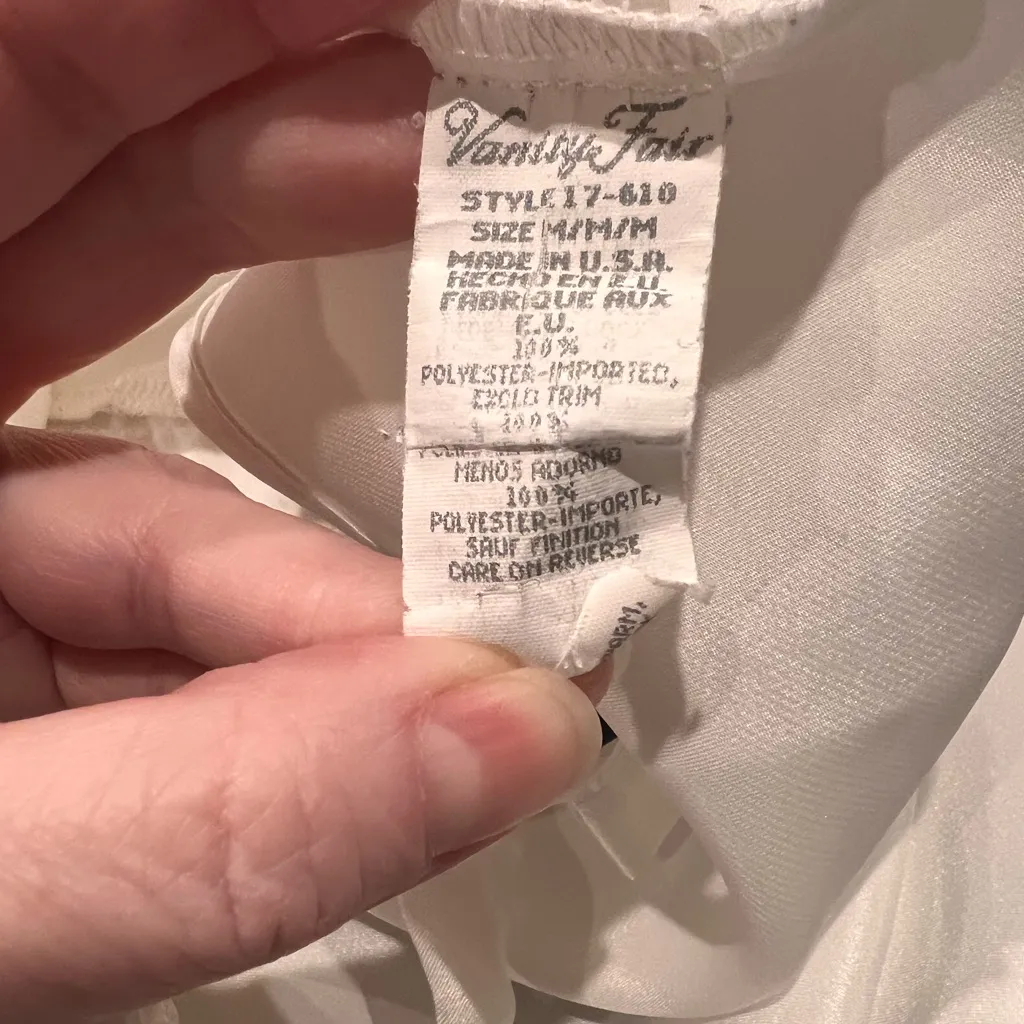 Vanity Fair
STYLE 17-610
SIZE M/M/M
MADE IN U.S.A.
HECHO EN E.U.
FABRIQUE AUX
E.U.
100%
POLYESTER-IMPORTED,
EXCLD TRIM
100%
MENOS ADORNO
100%
POLYESTER-IMPORTE,
SAUF FINITION
CARE ON REVERSE